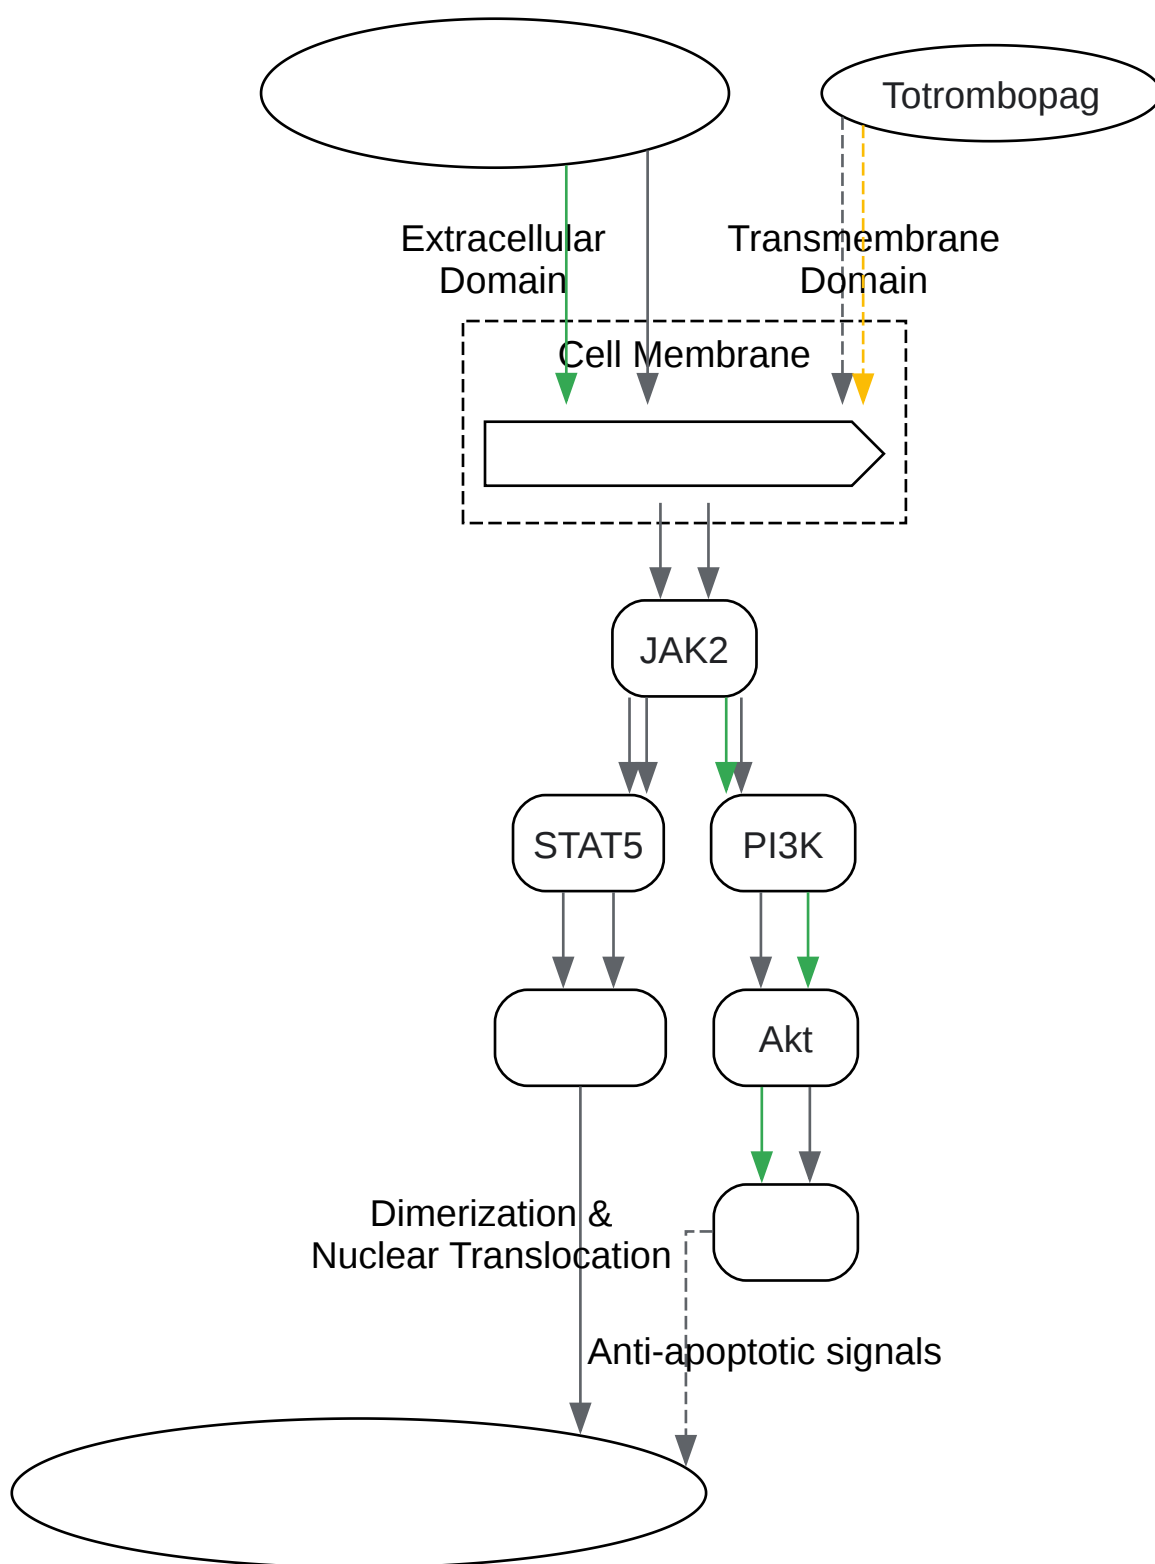 Totrombopag
Extracellular
Domain
Transmembrane
Domain
Cell Membrane
JAK2
STAT5
PI3K
Akt
Dimerization &
Nuclear Translocation
Anti-apoptotic signals